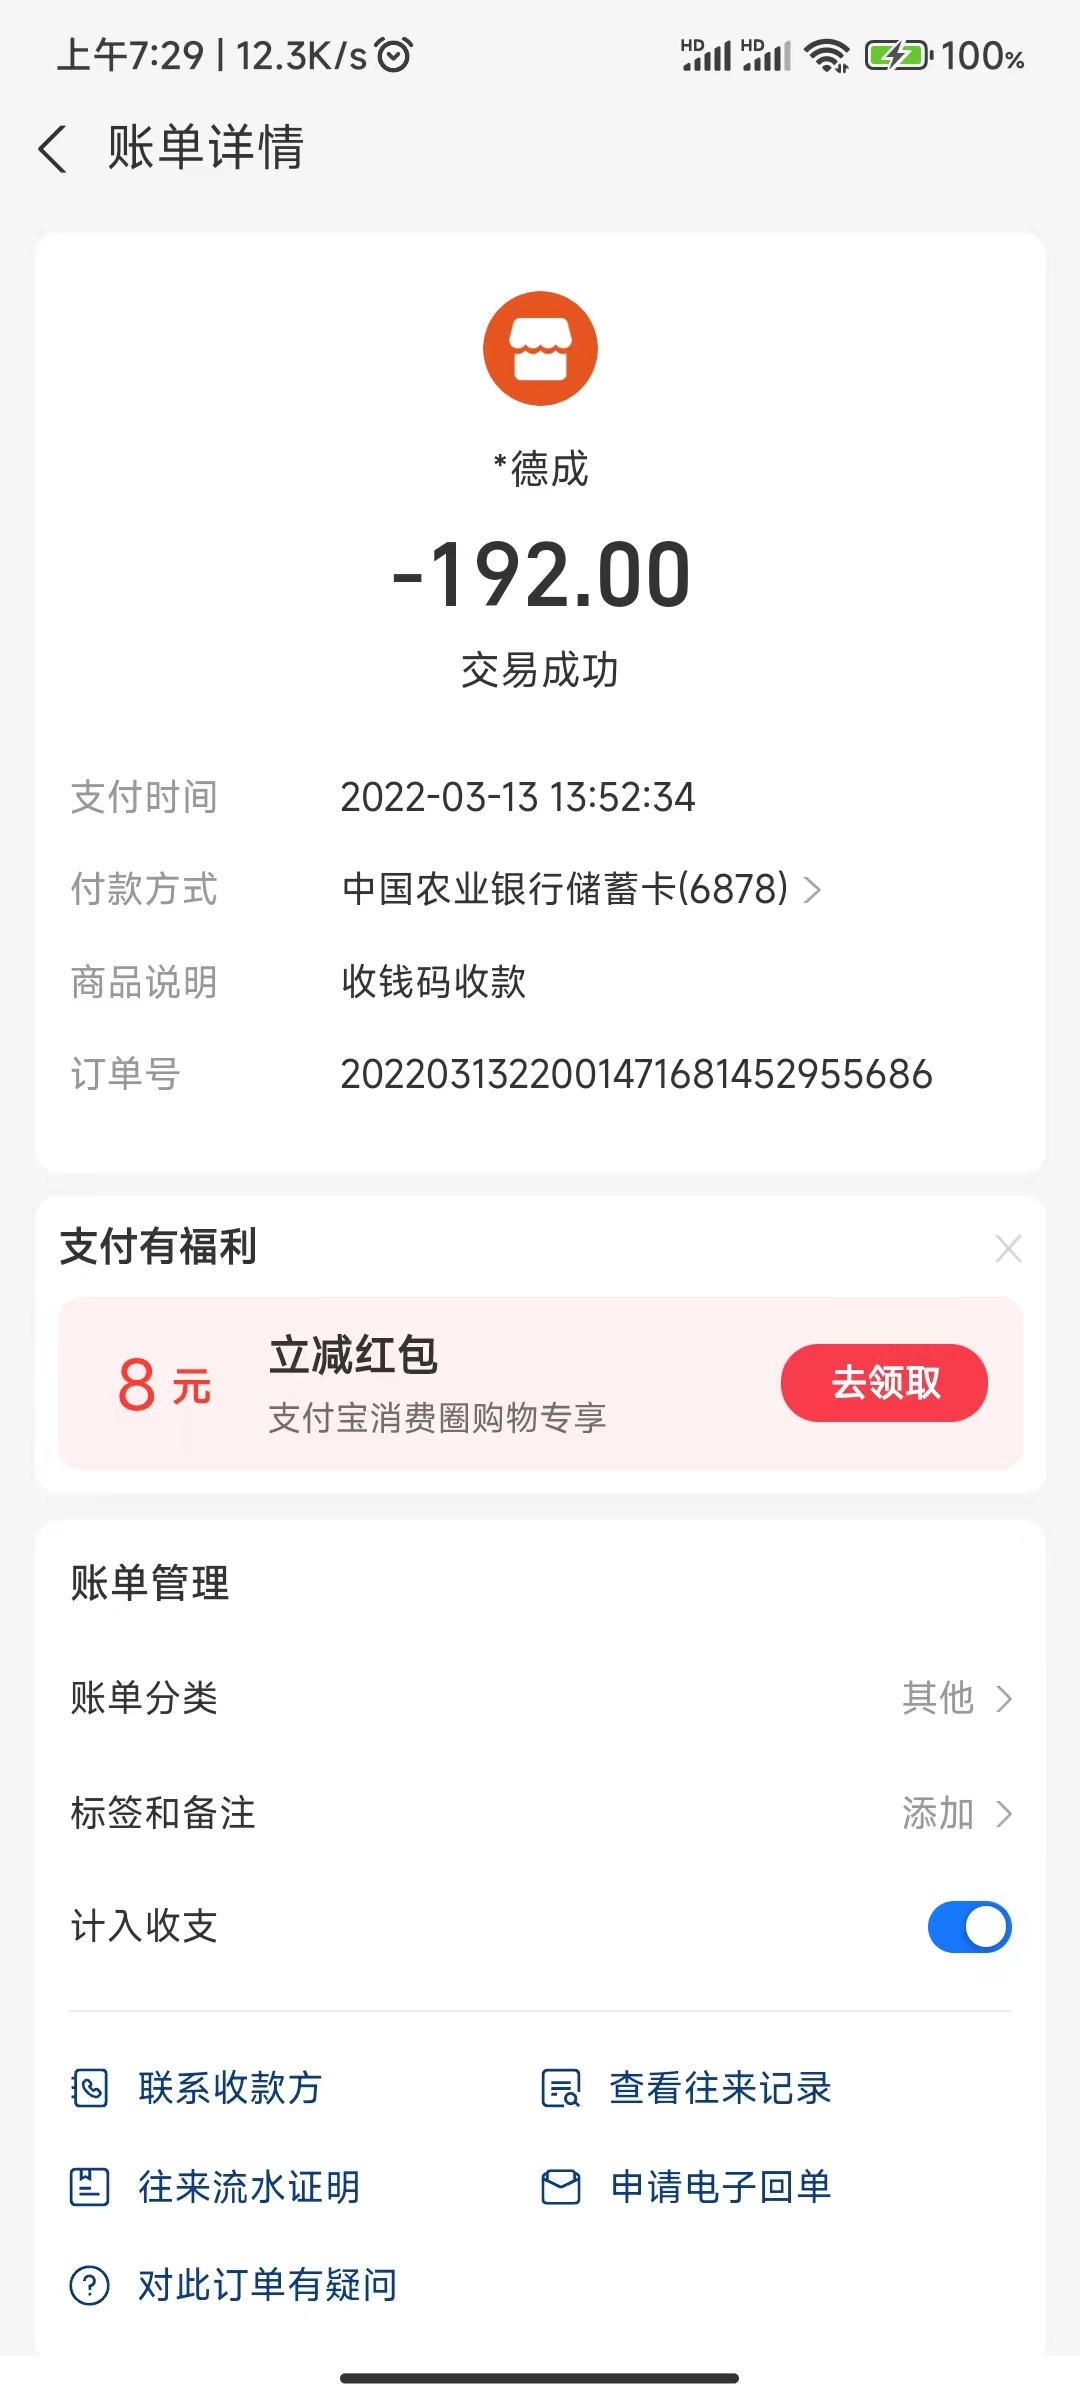 上午7:29 | 12.3K/s
HD HD 100%
账单详情
*德成
-192.00
交易成功
支付时间 2022-03-13 13:52:34
付款方式 中国农业银行储蓄卡(6878)
商品说明 收钱码收款
订单号 2022031322001471681452955686
支付有福利
8元 立减红包
支付宝消费圈购物专享
去领取
账单管理
账单分类 其他
标签和备注 添加
计入收支
联系收款方 查看往来记录
往来流水证明 申请电子回单
对此订单有疑问